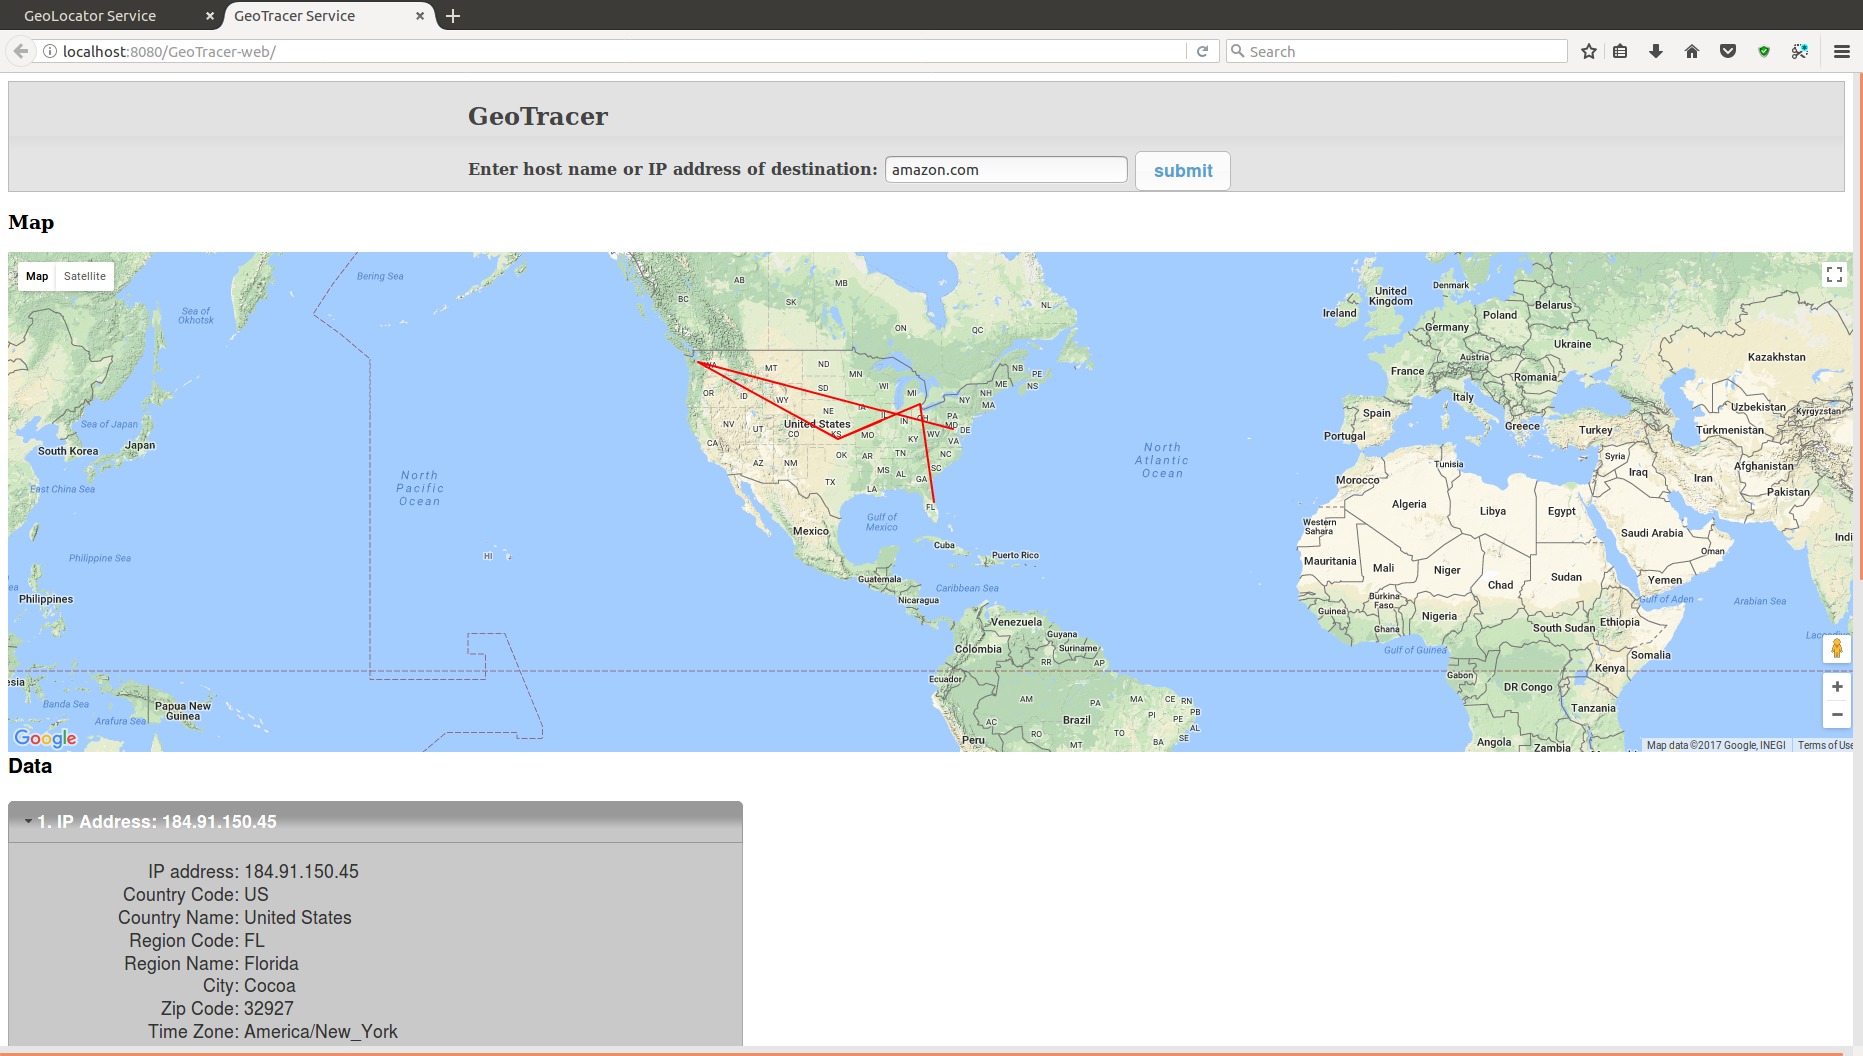 GeoLocator Service
GeoTracer Service
localhost:8080/GeoTracer-web/
Search
GeoTracer
Enter host name or IP address of destination: amazon.com submit
Map
Map Satellite
Bering Sea
Sea of Okhotsk
Sea of Japan
Japan
South Korea
East China Sea
Philippine Sea
Philippines
Banda Sea
Arafura Sea
Papua New Guinea
North Pacific Ocean
HI
AB
BC
SK
MB
ON
QC
NL
NB
PE
NS
ME
NH
MA
NY
PA
MD
DE
WV
VA
NC
SC
GA
FL
AL
MS
TN
KY
IN
MI
WI
MN
ND
SD
NE
KS
MO
AR
OK
LA
TX
NM
AZ
CO
UT
NV
CA
OR
ID
WY
MT
United States
Mexico
Gulf of Mexico
Cuba
Puerto Rico
Guatemala
Caribbean Sea
Nicaragua
Venezuela
Guyana
Suriname
Colombia
Ecuador
Peru
Brazil
RR
AP
AM
PA
MA
CE
RN
PB
PE
AL
SE
PI
TO
BA
AC
RO
MT
North Atlantic Ocean
United Kingdom
Ireland
Denmark
Belarus
Poland
Germany
Ukraine
Austria
France
Romania
Italy
Spain
Portugal
Greece
Turkey
Kazakhstan
Uzbekistan
Kyrgyzstan
Turkmenistan
Afghanistan
Pakistan
Syria
Iraq
Iran
Tunisia
Morocco
Algeria
Libya
Egypt
Western Sahara
Saudi Arabia
Oman
Yemen
Mauritania
Mali
Niger
Chad
Sudan
Burkina Faso
Guinea
Ghana
Nigeria
South Sudan
Ethiopia
Somalia
Gulf of Aden
Arabian Sea
Gulf of Guinea
Gabon
DR Congo
Kenya
Tanzania
Angola
Zambia
Google
Map data ©2017 Google, INEGI
Terms of Use
Data
1. IP Address: 184.91.150.45
IP address: 184.91.150.45
Country Code: US
Country Name: United States
Region Code: FL
Region Name: Florida
City: Cocoa
Zip Code: 32927
Time Zone: America/New_York